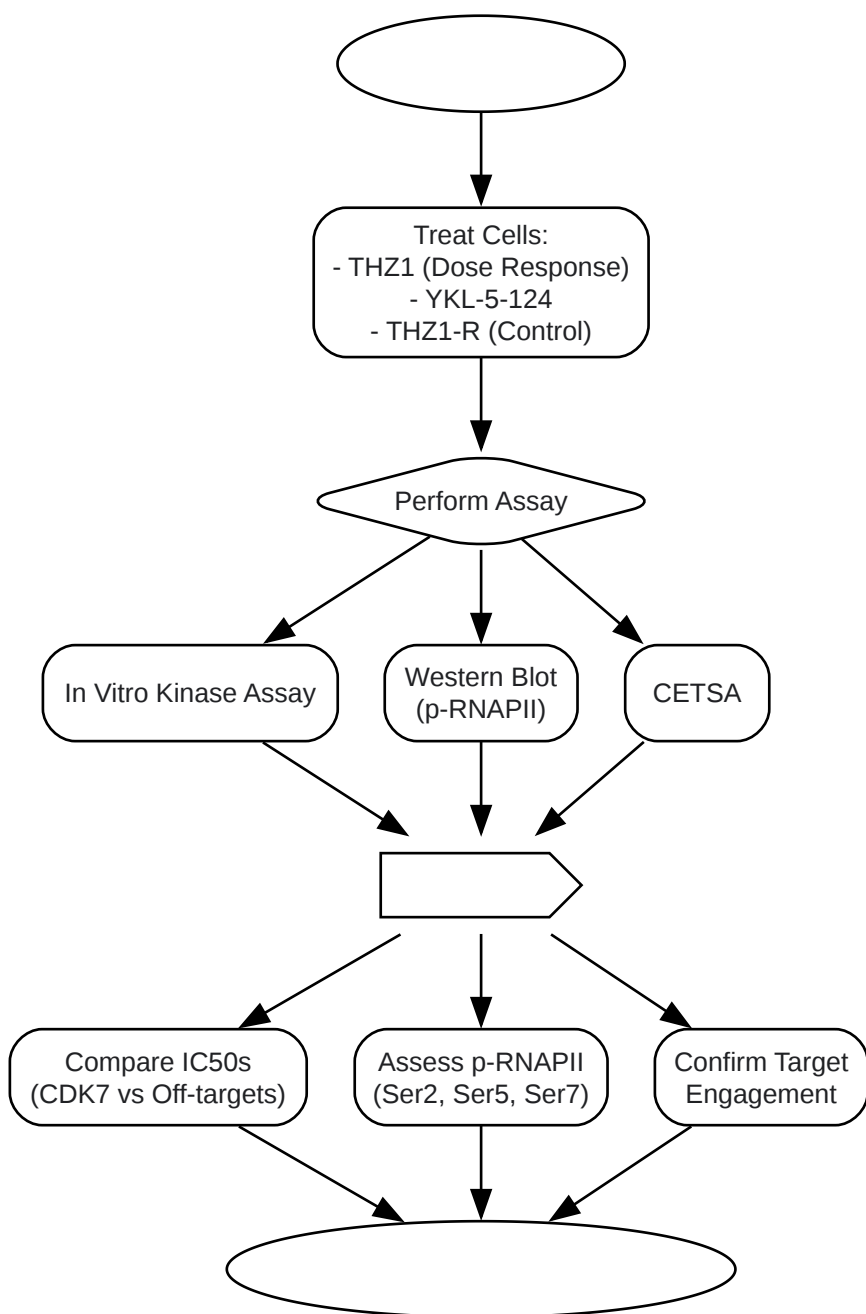 Treat Cells:
- THZ1 (Dose Response)
- YKL-5-124
- THZ1-R (Control)
Perform Assay
In Vitro Kinase Assay
Western Blot
(p-RNAPII)
CETSA
Compare IC50s
(CDK7 vs Off-targets)
Assess p-RNAPII
(Ser2, Ser5, Ser7)
Confirm Target
Engagement